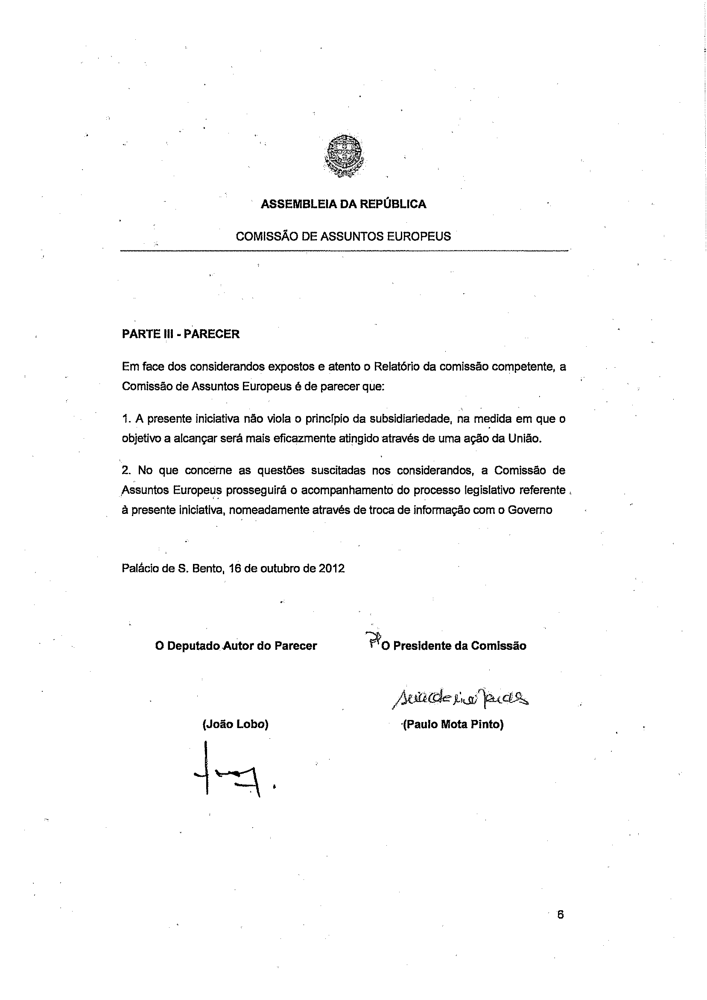 ASSEMBLEIA DA REPÚBLICA
COMISSÃO DE ASSUNTOS EUROPEUS
PARTE III - PARECER
Em face dos considerandos expostos e atento o Relatório da comissão competente, a
Comissão de Assuntos Europeus é de parecer que:
1. A presente iniciativa não viola o princípio da subsidiariedade, na medida em que o
objetivo a alcançar será mais eficazmente atingido através de uma ação da União.
2. No que concerne as questões suscitadas nos considerandos, a Comissão de
Assuntos Europeus prosseguirá o acompanhamento do processo legislativo referente
à presente iniciativa, nomeadamente através de troca de informação com o Governo
Palácio de S. Bento, 16 de outubro de 2012
O Deputado Autor do Parecer O Presidente da Comissão
(João Lobo) (Paulo Mota Pinto)
6